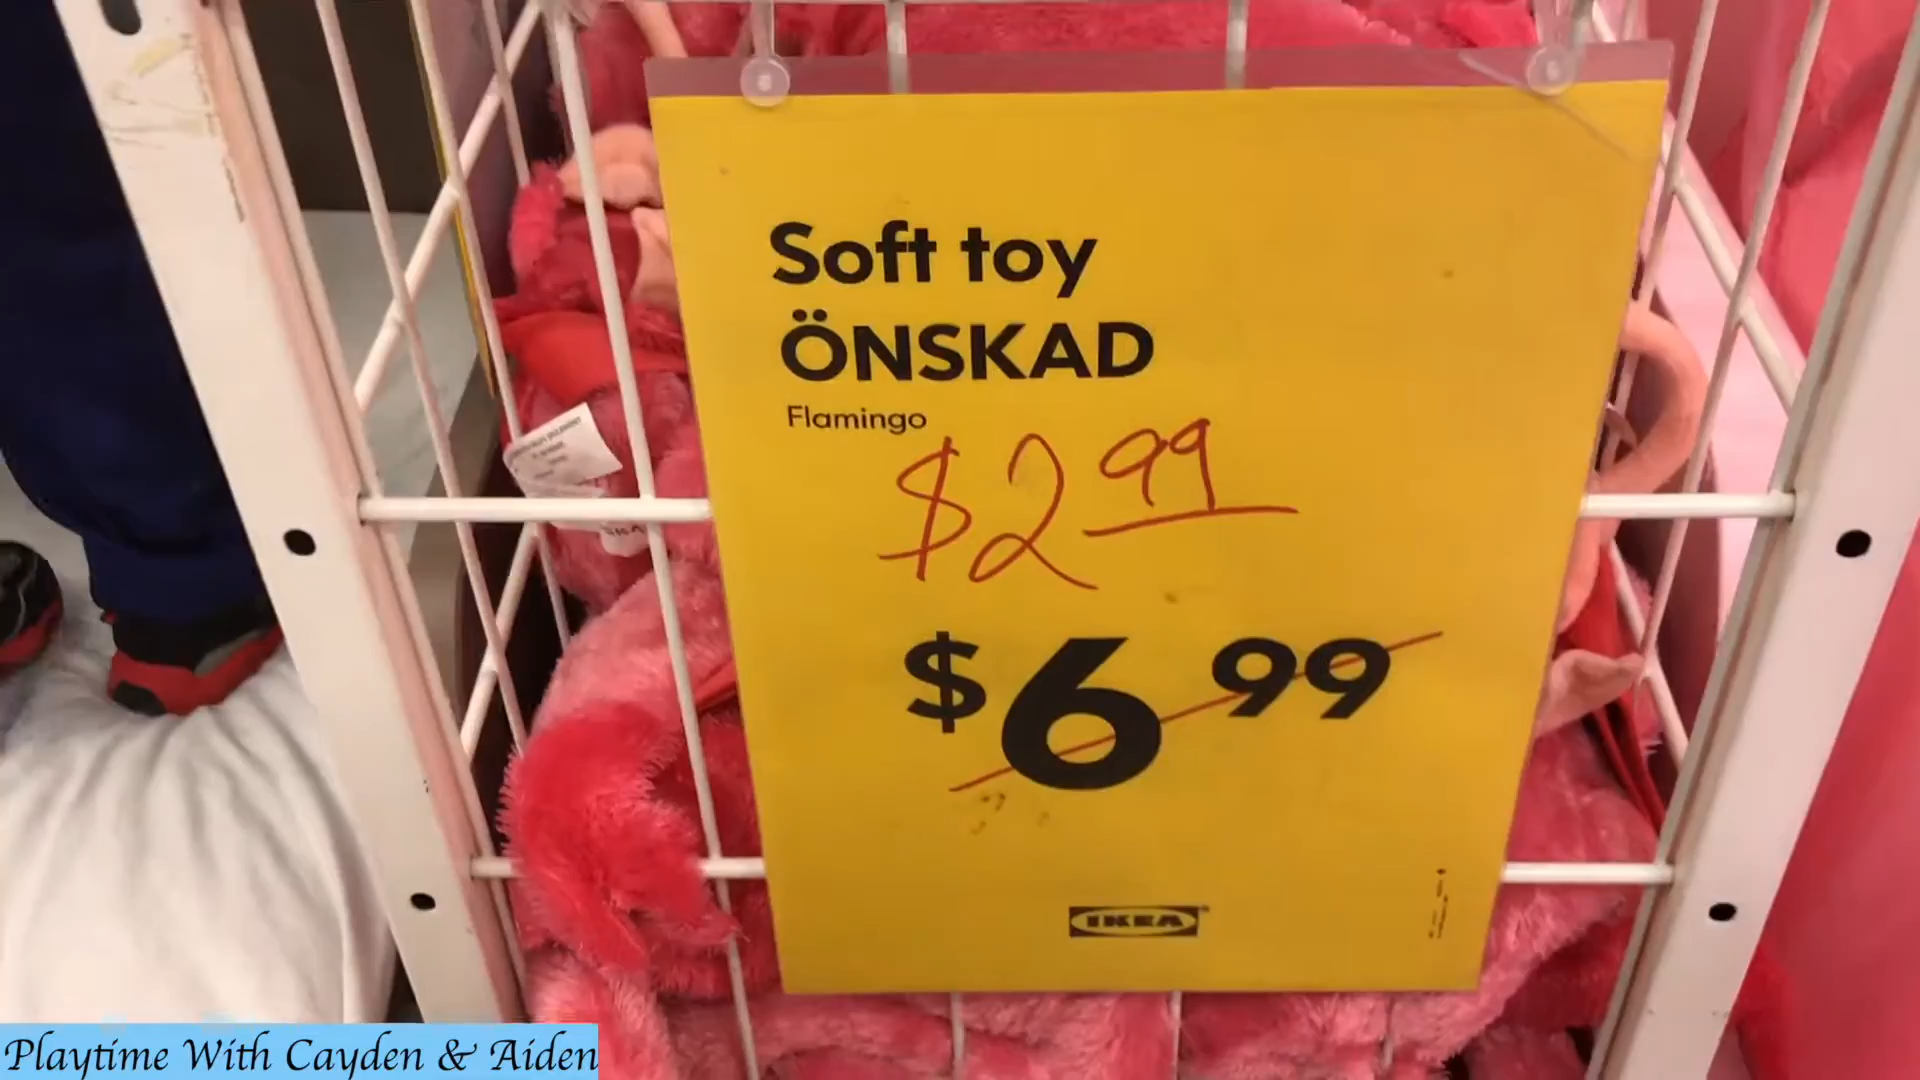 Soft toy
ÖNSKAD
Flamingo
$2 99
$6 99
IKEA
Playtime With Cayden & Aiden